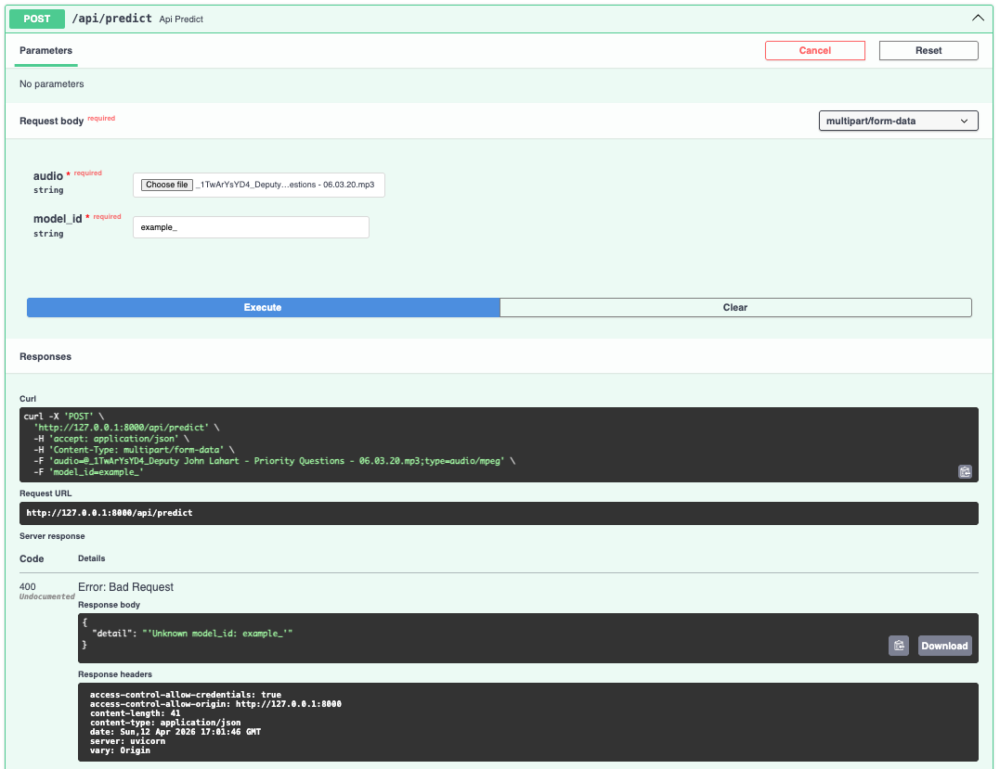 POST /api/predict Api Predict
Parameters
Cancel
Reset
No parameters
Request body required
multipart/form-data
audio * required
string
Choose file _1TwArYsYD4_Deputy…estions - 06.03.20.mp3
model_id * required
string
example_
Execute
Clear
Responses
Curl
curl -X 'POST' \
'http://127.0.0.1:8000/api/predict' \
-H 'accept: application/json' \
-H 'Content-Type: multipart/form-data' \
-F 'audio=@_1TwArYsYD4_Deputy John Lahart - Priority Questions - 06.03.20.mp3;type=audio/mpeg' \
-F 'model_id=example_'
Request URL
http://127.0.0.1:8000/api/predict
Server response
Code Details
400
Undocumented
Error: Bad Request
Response body
{
"detail": "'Unknown model_id: example_'"
}
Download
Response headers
access-control-allow-credentials: true
access-control-allow-origin: http://127.0.0.1:8000
content-length: 41
content-type: application/json
date: Sun,12 Apr 2026 17:01:46 GMT
server: uvicorn
vary: Origin